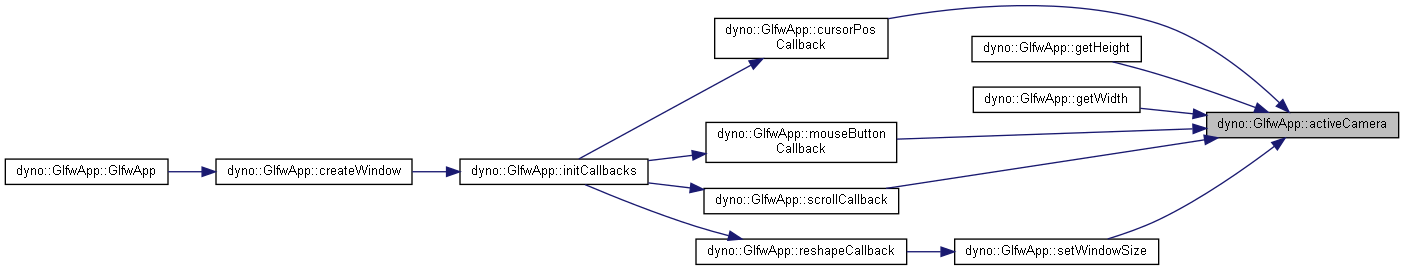 dyno::GlfwApp::cursorPos
Callback
dyno::GlfwApp::getHeight
dyno::GlfwApp::getWidth
dyno::GlfwApp::activeCamera
dyno::GlfwApp::mouseButton
Callback
dyno::GlfwApp::GlfwApp
dyno::GlfwApp::createWindow
dyno::GlfwApp::initCallbacks
dyno::GlfwApp::scrollCallback
dyno::GlfwApp::reshapeCallback
dyno::GlfwApp::setWindowSize